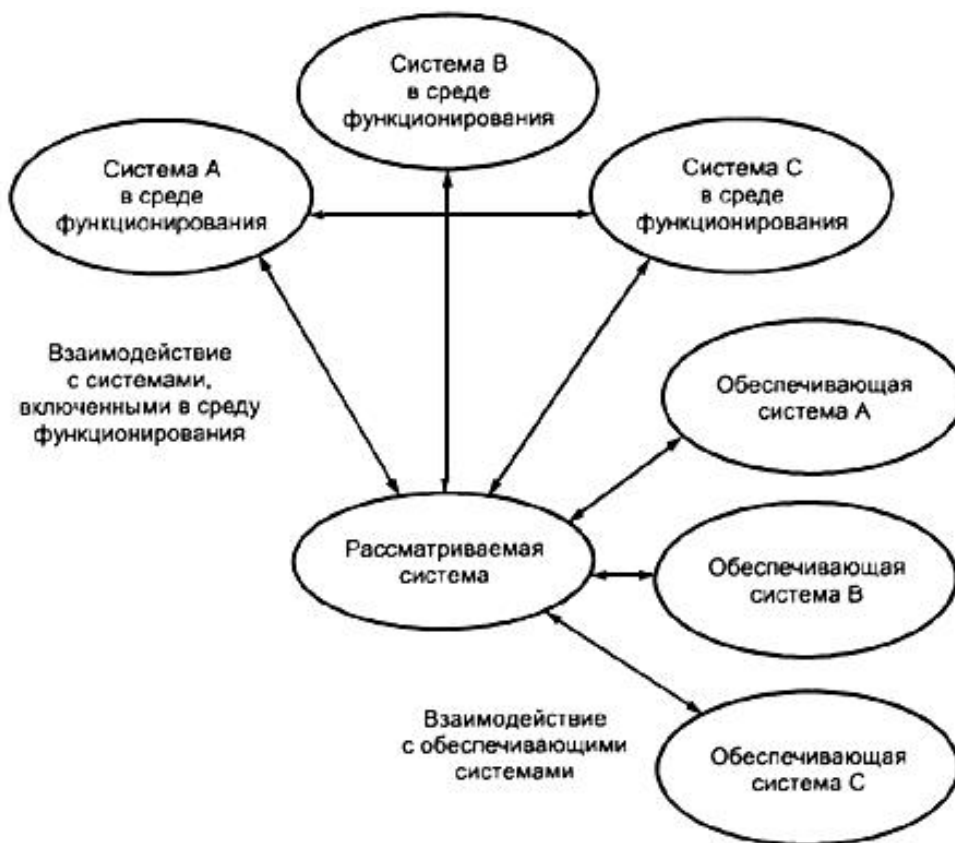 Система B
в среде
функционирования
Система A
в среде
функционирования
Система C
в среде
функционирования
Взаимодействие
с системами,
включенными в среду
функционирования
Обеспечивающая
система A
Рассматриваемая
система
Обеспечивающая
система B
Взаимодействие
с обеспечивающими
системами
Обеспечивающая
система C